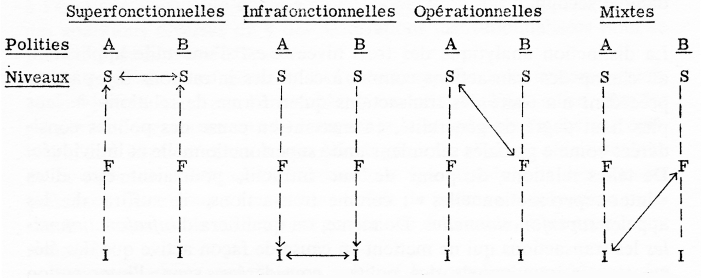 Superfonctionnelles Infrafonctionnelles Opérationnelles Mixtes
Polities A B A B A B A B
Niveaux S S S S S S S S
F F F F F F F F
I I I I I I I I